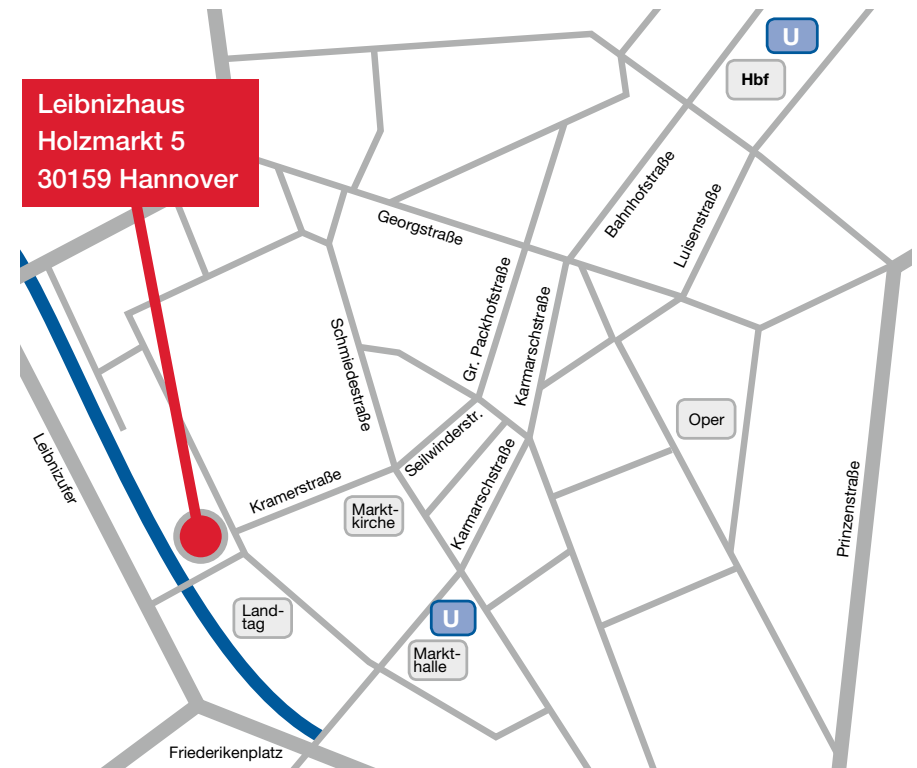 U
Hbf
Leibnizhaus
Holzmarkt 5
30159 Hannover
Bahnhofstraße
Luisenstraße
Georgstraße
Gr. Packhofstraße
Karmarschstraße
Schmiedestraße
Oper
Seilwinderstr.
Leibnizufer
Kramerstraße
Markt-
kirche
Karmarschstraße
Prinzenstraße
Land-
tag
U
Markt-
halle
Friederikenplatz